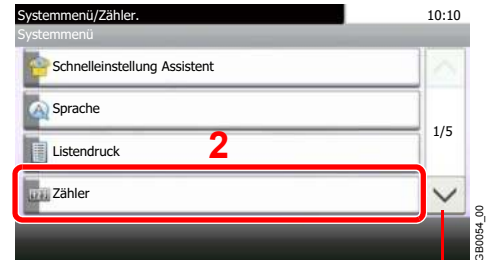 Systemmenü/Zähler. 10:10
Systemmenü
Schnelleinstellung Assistent
Sprache
1/5
Listendruck
2
Zähler
GB0054_00